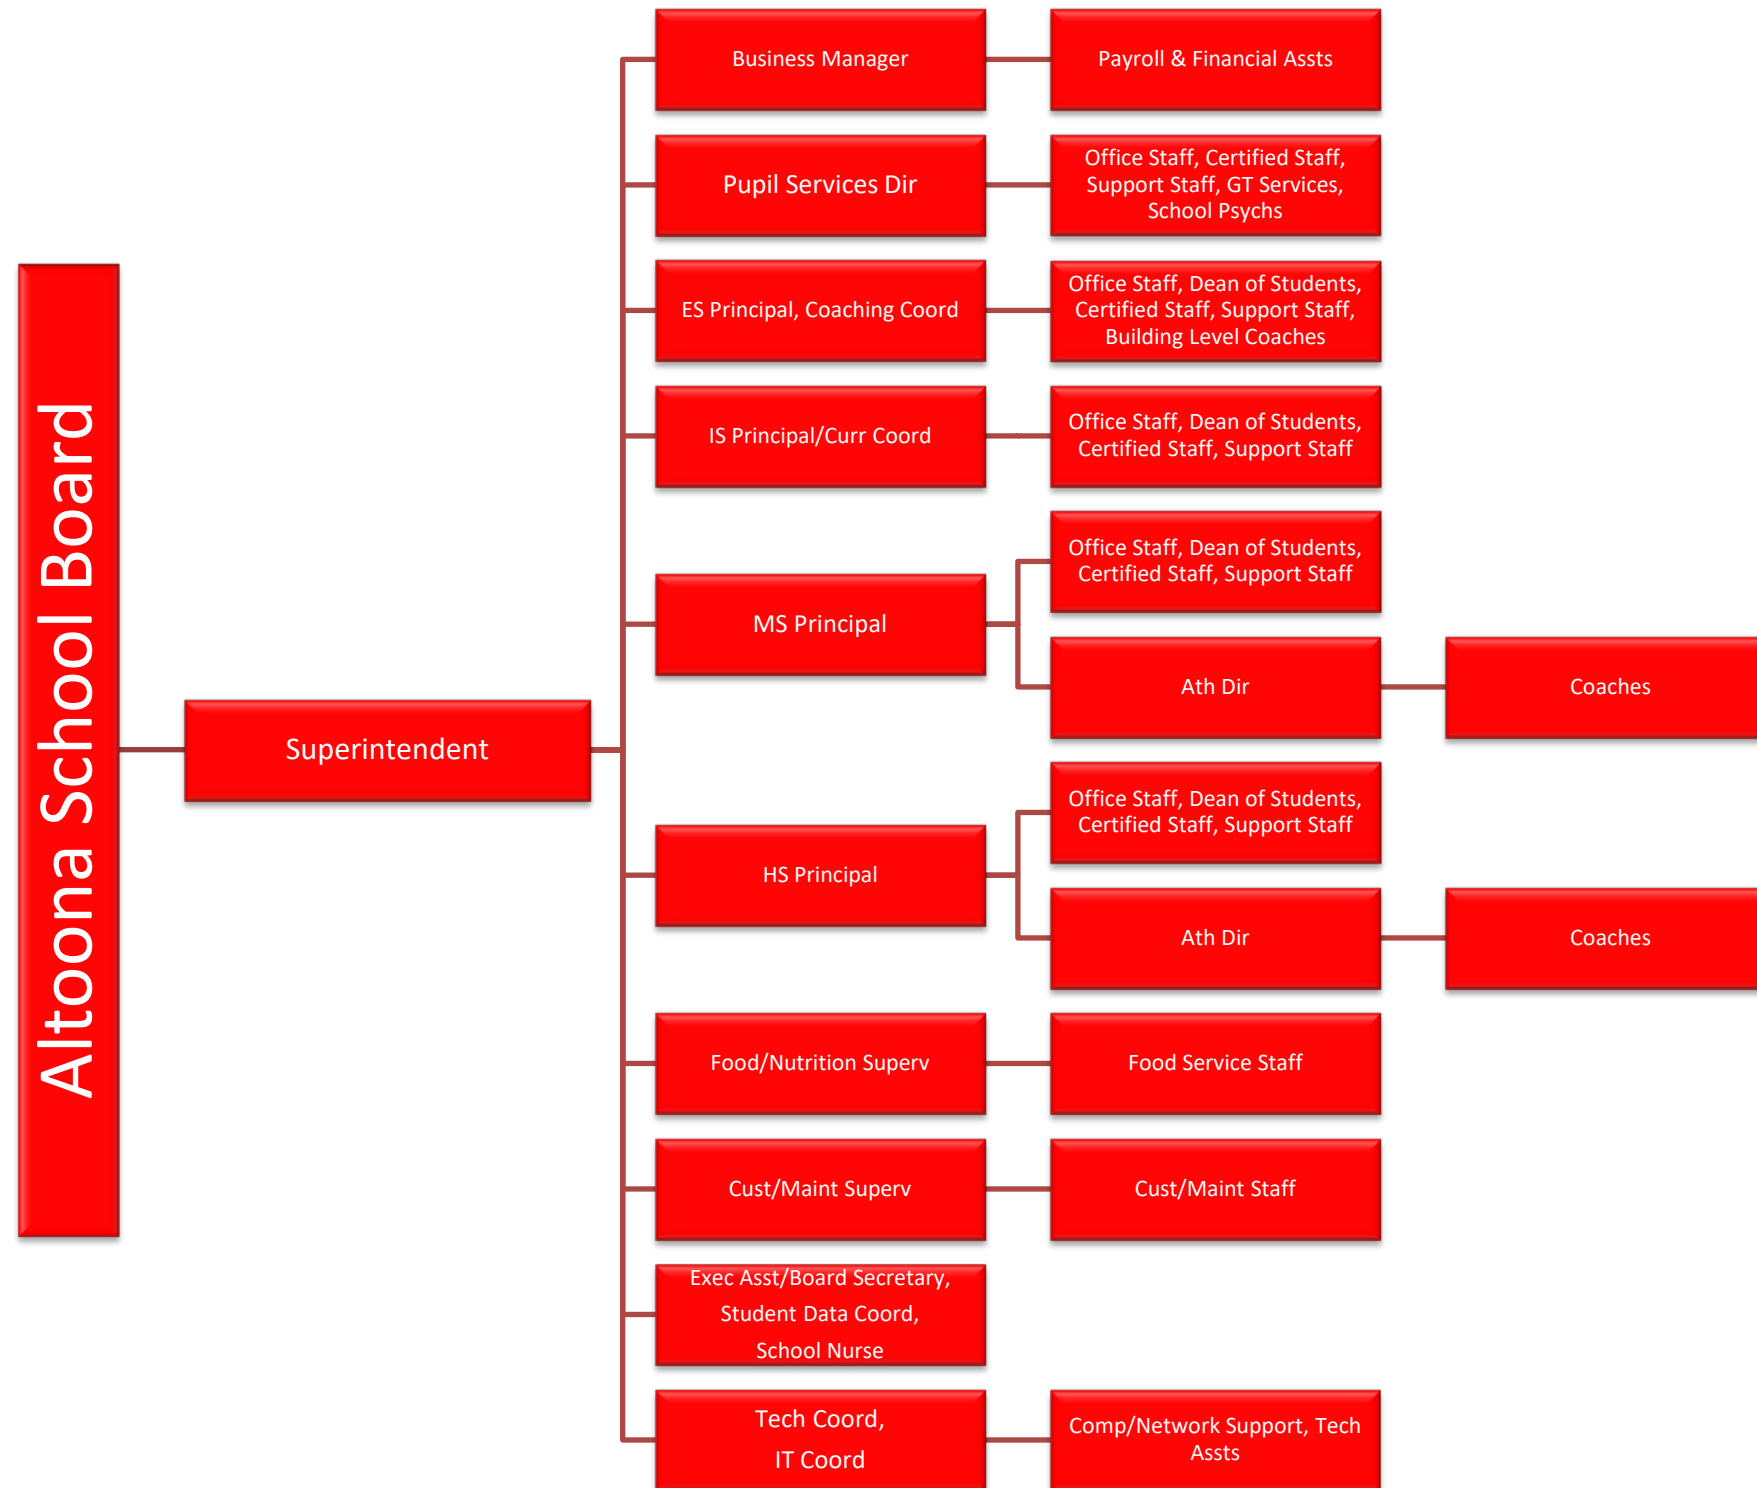 Altoona School Board
Superintendent
Business Manager
Payroll & Financial Assts
Pupil Services Dir
Office Staff, Certified Staff,
Support Staff, GT Services,
School Psychs
ES Principal, Coaching Coord
Office Staff, Dean of Students,
Certified Staff, Support Staff,
Building Level Coaches
IS Principal/Curr Coord
Office Staff, Dean of Students,
Certified Staff, Support Staff
MS Principal
Office Staff, Dean of Students,
Certified Staff, Support Staff
Ath Dir
Coaches
HS Principal
Office Staff, Dean of Students,
Certified Staff, Support Staff
Ath Dir
Coaches
Food/Nutrition Superv
Food Service Staff
Cust/Maint Superv
Cust/Maint Staff
Exec Asst/Board Secretary,
Student Data Coord,
School Nurse
Tech Coord,
IT Coord
Comp/Network Support, Tech
Assts